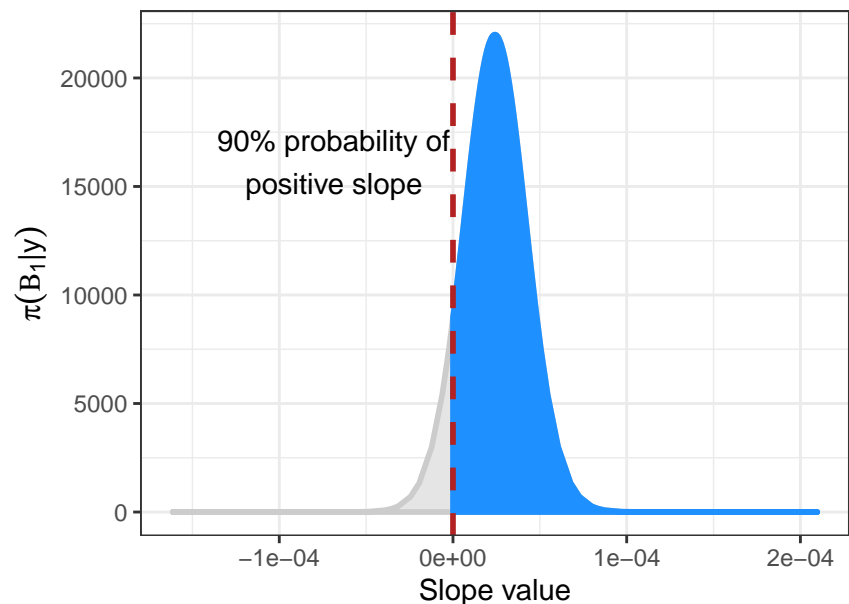 20000
15000
10000
5000
0
π(B₁|y)
90% probability of
positive slope
−1e−04
0e+00
1e−04
2e−04
Slope value